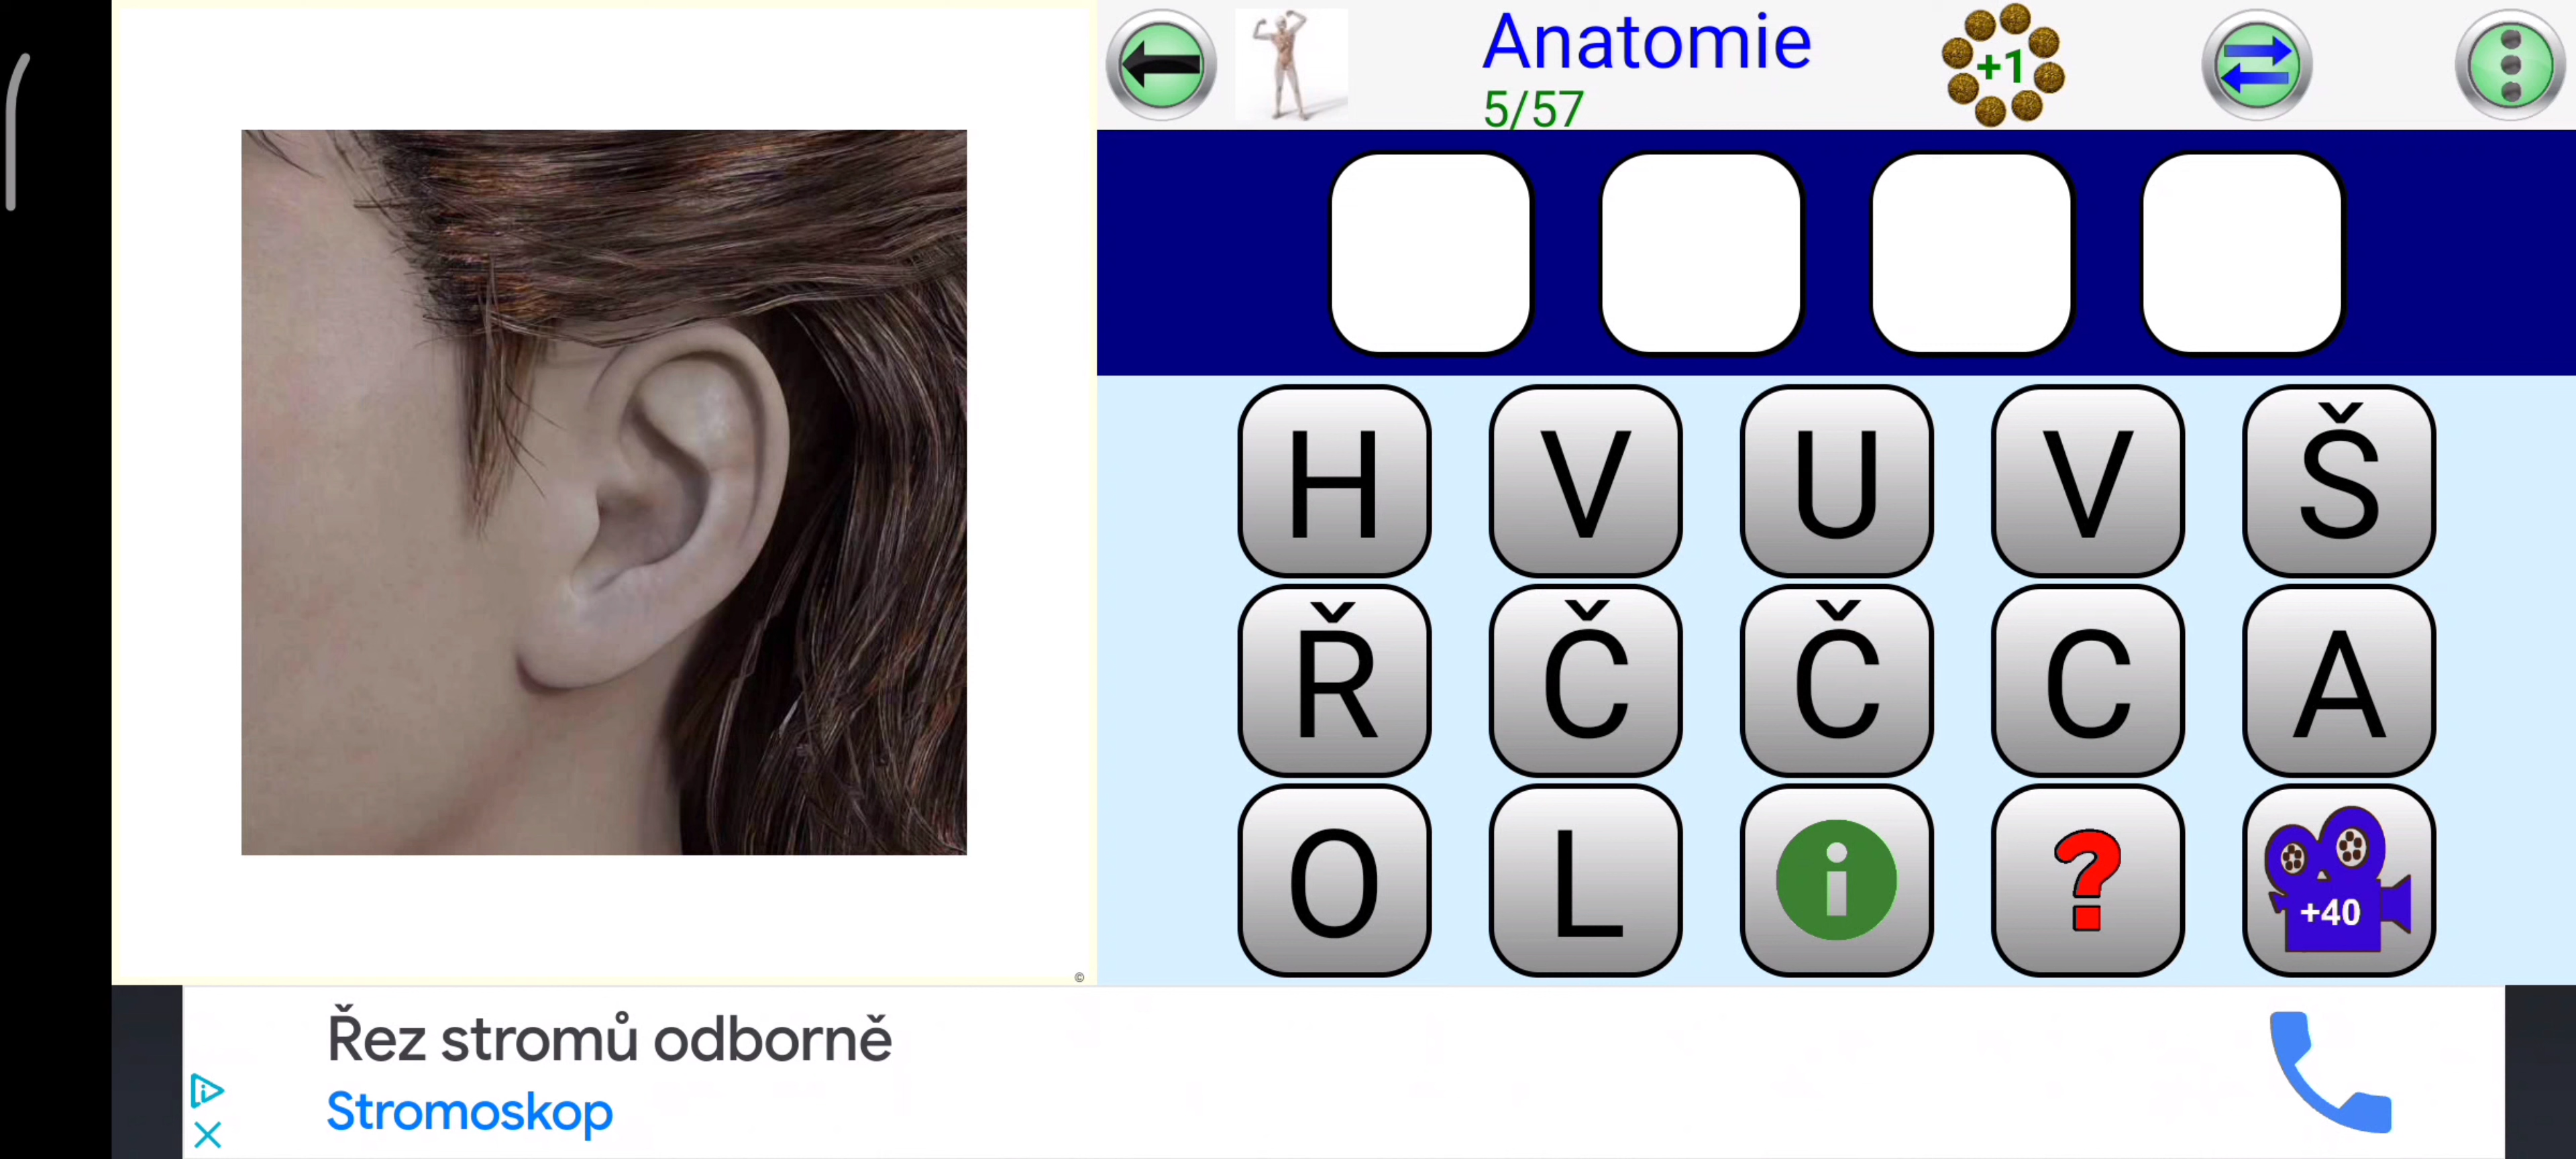 Anatomie
5/57
+1
H V U V Š
Ř Č Č C A
O L i ?
+40
©
Řez stromů odborně
Stromoskop